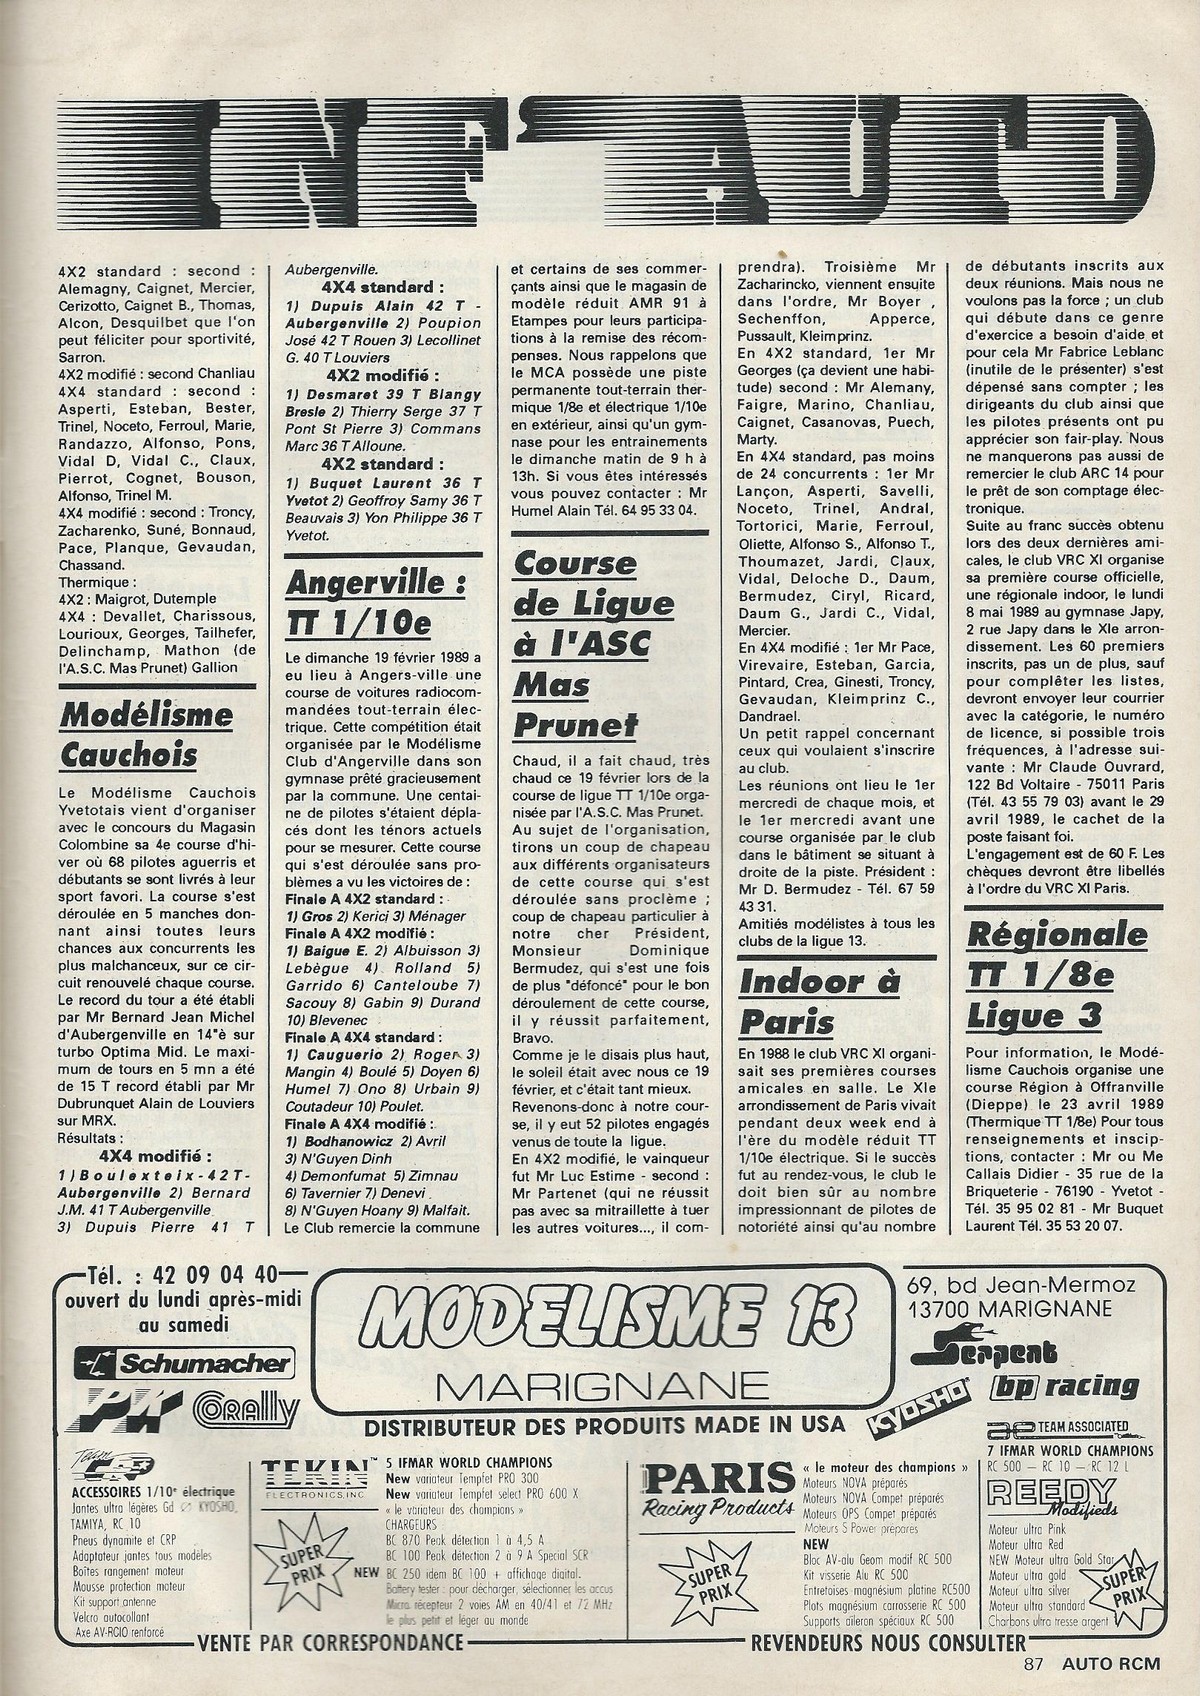 INF'AUTO
4X2 standard : second :
Alemagny, Caignet, Mercier,
Cerizotto, Caignet B., Thomas,
Alcon, Desquilbet que l'on
peut féliciter pour sportivité,
Sarron.
4X2 modifié : second Chanliau
4X4 standard : second :
Asperti, Esteban, Bester,
Trinel, Noceto, Ferroul, Marie,
Randazzo, Alfonso, Pons,
Vidal D, Vidal C., Claux,
Pierrot, Cognet, Bouson,
Alfonso, Trinel M.
4X4 modifié : second : Troncy,
Zacharenko, Suné, Bonnaud,
Pace, Planque, Gevaudan,
Chassand.
Thermique :
4X2 : Maigrot, Dutemple
4X4 : Devallet, Charissous,
Lourioux, Georges, Tailhefer,
Delinchamp, Mathon (de
l'A.S.C. Mas Prunet) Gallion
Modélisme
Cauchois
Le Modélisme Cauchois
Yvetotais vient d'organiser
avec le concours du Magasin
Colombine sa 4e course d'hi-
ver où 68 pilotes aguerris et
débutants se sont livrés à leur
sport favori. La course s'est
déroulée en 5 manches don-
nant ainsi toutes leurs
chances aux concurrents les
plus malchanceux, sur ce cir-
cuit renouvelé chaque course.
Le record du tour a été établi
par Mr Bernard Jean Michel
d'Aubergenville en 14"è sur
turbo Optima Mid. Le maxi-
mum de tours en 5 mn a été
de 15 T record établi par Mr
Dubrunquet Alain de Louviers
sur MRX.
Résultats :
4X4 modifié :
1) Boulexteix - 42 T -
Aubergenville 2) Bernard
J.M. 41 T Aubergenville
3) Dupuis Pierre 41 T
Aubergenville.
4X4 standard :
1) Dupuis Alain 42 T -
Aubergenville 2) Poupion
José 42 T Rouen 3) Lecollinet
G. 40 T Louviers
4X2 modifié :
1) Desmaret 39 T Blangy
Bresle 2) Thierry Serge 37 T
Pont St Pierre 3) Commans
Marc 36 T Alloune.
4X2 standard :
1) Buquet Laurent 36 T
Yvetot 2) Geoffroy Samy 36 T
Beauvais 3) Yon Philippe 36 T
Yvetot.
Angerville :
TT 1/10e
Le dimanche 19 février 1989 a
eu lieu à Angers-ville une
course de voitures radiocom-
mandées tout-terrain élec-
trique. Cette compétition était
organisée par le Modélisme
Club d'Angerville dans son
gymnase prêté gracieusement
par la commune. Une centai-
ne de pilotes s'étaient dépla-
cés dont les ténors actuels
pour se mesurer. Cette course
qui s'est déroulée sans pro-
blèmes a vu les victoires de :
Finale A 4X2 standard :
1) Gros 2) Kerici 3) Ménager
Finale A 4X2 modifié :
1) Baigue E. 2) Albuisson 3)
Lebègue 4) Rolland 5)
Garrido 6) Canteloube 7)
Sacouy 8) Gabin 9) Durand
10) Blevenec
Finale A 4X4 standard :
1) Cauguerio 2) Roger 3)
Mangin 4) Boulé 5) Doyen 6)
Humel 7) Ono 8) Urbain 9)
Coutadeur 10) Poulet.
Finale A 4X4 modifié :
1) Bodhanowicz 2) Avril
3) N'Guyen Dinh
4) Demonfumat 5) Zimnau
6) Tavernier 7) Denevi
8) N'Guyen Hoany 9) Malfait.
Le Club remercie la commune
et certains de ses commer-
çants ainsi que le magasin de
modèle réduit AMR 91 à
Etampes pour leurs participa-
tions à la remise des récom-
penses. Nous rappelons que
le MCA possède une piste
permanente tout-terrain ther-
mique 1/8e et électrique 1/10e
en extérieur, ainsi qu'un gym-
nase pour les entrainements
le dimanche matin de 9 h à
13h. Si vous êtes intéressés
vous pouvez contacter : Mr
Humel Alain Tél. 64 95 33 04.
Course
de Ligue
à l'ASC
Mas
Prunet
Chaud, il a fait chaud, très
chaud ce 19 février lors de la
course de ligue TT 1/10e orga-
nisée par l'A.S.C. Mas Prunet.
Au sujet de l'organisation,
tirons un coup de chapeau
aux différents organisateurs
de cette course qui s'est
déroulée sans proclème ;
coup de chapeau particulier à
notre cher Président,
Monsieur Dominique
Bermudez, qui s'est une fois
de plus "défoncé" pour le bon
déroulement de cette course,
il y réussit parfaitement,
Bravo.
Comme je le disais plus haut,
le soleil était avec nous ce 19
février, et c'était tant mieux.
Revenons-donc à notre cour-
se, il y eut 52 pilotes engagés
venus de toute la ligue.
En 4X2 modifié, le vainqueur
fut Mr Luc Estime - second :
Mr Partenet (qui ne réussit
pas avec sa mitraillette à tuer
les autres voitures..., il com-
prendra). Troisième Mr
Zacharincko, viennent ensuite
dans l'ordre, Mr Boyer ,
Sechenffon, Apperce,
Pussault, Kleimprinz.
En 4X2 standard, 1er Mr
Georges (ça devient une habi-
tude) second : Mr Alemany,
Faigre, Marino, Chanliau,
Caignet, Casanovas, Puech,
Marty.
En 4X4 standard, pas moins
de 24 concurrents : 1er Mr
Lançon, Asperti, Savelli,
Noceto, Trinel, Andral,
Tortorici, Marie, Ferroul,
Oliette, Alfonso S., Alfonso T.,
Thoumazet, Jardi, Claux,
Vidal, Deloche D., Daum,
Bermudez, Ciryl, Ricard,
Daum G., Jardi C., Vidal,
Mercier.
En 4X4 modifié : 1er Mr Pace,
Virevaire, Esteban, Garcia,
Pintard, Crea, Ginesti, Troncy,
Gevaudan, Kleimprinz C.,
Dandrael.
Un petit rappel concernant
ceux qui voulaient s'inscrire
au club.
Les réunions ont lieu le 1er
mercredi de chaque mois, et
le 1er mercredi avant une
course organisée par le club
dans le bâtiment se situant à
droite de la piste. Président :
Mr D. Bermudez - Tél. 67 59
43 31.
Amitiés modélistes à tous les
clubs de la ligue 13.
Indoor à
Paris
En 1988 le club VRC XI organi-
sait ses premières courses
amicales en salle. Le XIe
arrondissement de Paris vivait
pendant deux week end à
l'ère du modèle réduit TT
1/10e électrique. Si le succès
fut au rendez-vous, le club le
doit bien sûr au nombre
impressionnant de pilotes de
notoriété ainsi qu'au nombre
de débutants inscrits aux
deux réunions. Mais nous ne
voulons pas la force ; un club
qui débute dans ce genre
d'exercice a besoin d'aide et
pour cela Mr Fabrice Leblanc
(inutile de le présenter) s'est
dépensé sans compter ; les
dirigeants du club ainsi que
les pilotes présents ont pu
apprécier son fair-play. Nous
ne manquerons pas aussi de
remercier le club ARC 14 pour
le prêt de son comptage élec-
tronique.
Suite au franc succès obtenu
lors des deux dernières ami-
cales, le club VRC XI organise
sa première course officielle,
une régionale indoor, le lundi
8 mai 1989 au gymnase Japy,
2 rue Japy dans le XIe arron-
dissement. Les 60 premiers
inscrits, pas un de plus, sauf
pour complêter les listes,
devront envoyer leur courrier
avec la catégorie, le numéro
de licence, si possible trois
fréquences, à l'adresse sui-
vante : Mr Claude Ouvrard,
122 Bd Voltaire - 75011 Paris
(Tél. 43 55 79 03) avant le 29
avril 1989, le cachet de la
poste faisant foi.
L'engagement est de 60 F. Les
chèques devront être libellés
à l'ordre du VRC XI Paris.
Régionale
TT 1/8e
Ligue 3
Pour information, le Modé-
lisme Cauchois organise une
course Région à Offranville
(Dieppe) le 23 avril 1989
(Thermique TT 1/8e) Pour tous
renseignements et inscip-
tions, contacter : Mr ou Me
Callais Didier - 35 rue de la
Briqueterie - 76190 - Yvetot -
Tél. 35 95 02 81 - Mr Buquet
Laurent Tél. 35 53 20 07.
Tél. : 42 09 04 40
ouvert du lundi après-midi
au samedi
Schumacher
PW
CORALLY
MODELISME 13
MARIGNANE
DISTRIBUTEUR DES PRODUITS MADE IN USA
69, bd Jean-Mermoz
13700 MARIGNANE
Serpent
KYOSHO
bp racing
TEAM ASSOCIATED
Team
ACCESSOIRES 1/10e électrique
Jantes ultra légères Gd KYOSHO,
TAMIYA, RC 10
Pneus dynamite et CRP
Adaptateur jantes tous modèles
Boîtes rangement moteur
Mousse protection moteur
Kit support antenne
Velcro autocollant
Axe AV-RC10 renforcé
TEKIN™
ELECTRONICS, INC
SUPER
PRIX
5 IFMAR WORLD CHAMPIONS
New variateur Tempfet PRO 300
New variateur Tempfet select PRO 600 X
« le variateur des champions »
CHARGEURS
BC 870 Peak détection 1 à 4,5 A
BC 100 Peak détection 2 à 9 A Special SCR
NEW BC 250 idem BC 100 + affichage digital.
Battery tester : pour décharger, sélectionner les accus
Micro récepteur 2 voies AM en 40/41 et 72 MHz
le plus petit et léger au monde
PARIS
Racing Products
SUPER
PRIX
« le moteur des champions »
Moteurs NOVA préparés
Moteurs NOVA Compet préparés
Moteurs OPS Compet préparés
Moteurs S Power préparés
NEW
Bloc AV-alu Geom modif RC 500
Kit visserie Alu RC 500
Entretoises magnésium platine RC500
Plots magnésium carrosserie RC 500
Supports aileron spéciaux RC 500
7 IFMAR WORLD CHAMPIONS
RC 500 – RC 10 – RC 12 L
REEDY
Modifieds
Moteur ultra Pink
Moteur ultra Red
NEW Moteur ultra Gold Star
Moteur ultra gold
Moteur ultra silver
Moteur ultra standard
Charbons ultra tresse argent
SUPER
PRIX
VENTE PAR CORRESPONDANCE
REVENDEURS NOUS CONSULTER
87 AUTO RCM